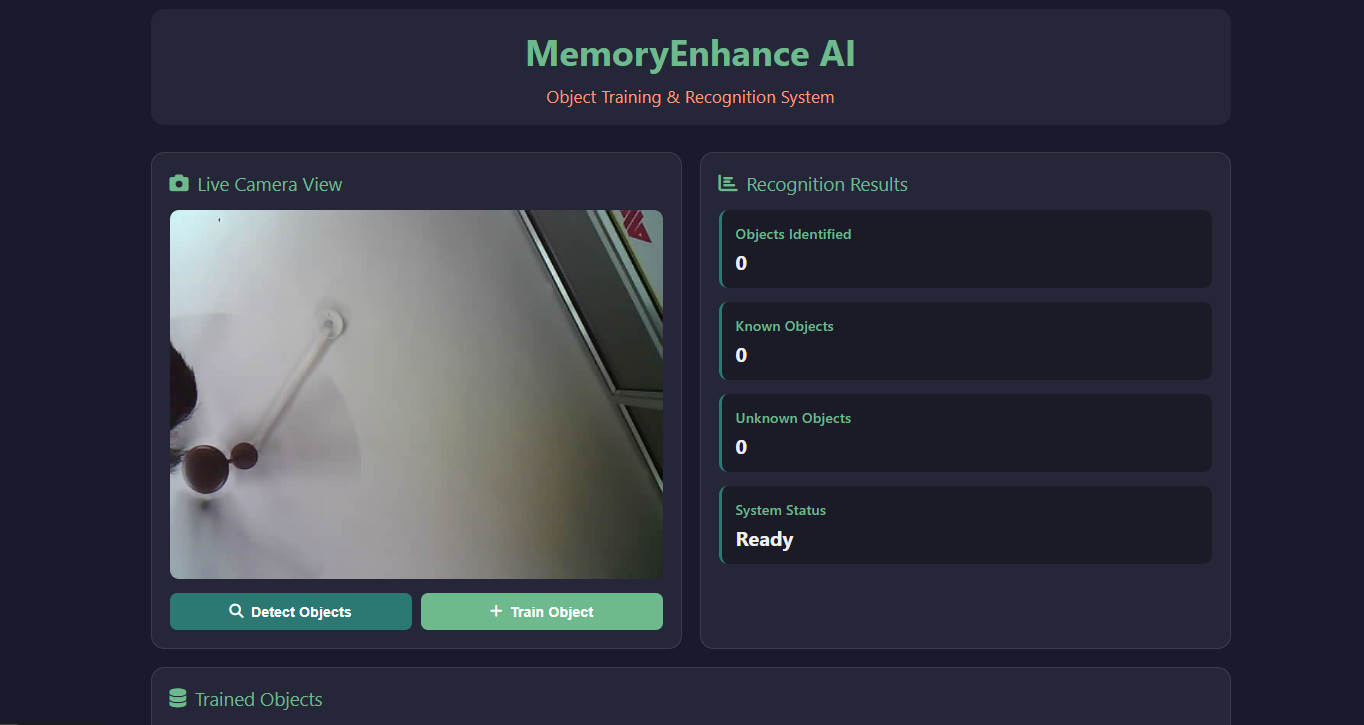 MemoryEnhance AI
Object Training & Recognition System
Live Camera View
Detect Objects
Train Object
Recognition Results
Objects Identified
0
Known Objects
0
Unknown Objects
0
System Status
Ready
Trained Objects